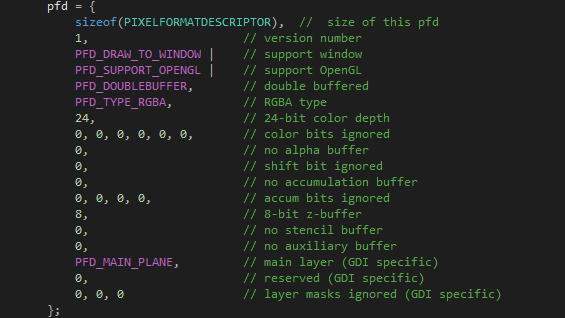 pfd = {
sizeof(PIXELFORMATDESCRIPTOR), // size of this pfd
1, // version number
PFD_DRAW_TO_WINDOW | // support window
PFD_SUPPORT_OPENGL | // support OpenGL
PFD_DOUBLEBUFFER, // double buffered
PFD_TYPE_RGBA, // RGBA type
24, // 24-bit color depth
0, 0, 0, 0, 0, 0, // color bits ignored
0, // no alpha buffer
0, // shift bit ignored
0, // no accumulation buffer
0, 0, 0, 0, // accum bits ignored
8, // 8-bit z-buffer
0, // no stencil buffer
0, // no auxiliary buffer
PFD_MAIN_PLANE, // main layer (GDI specific)
0, // reserved (GDI specific)
0, 0, 0 // layer masks ignored (GDI specific)
};